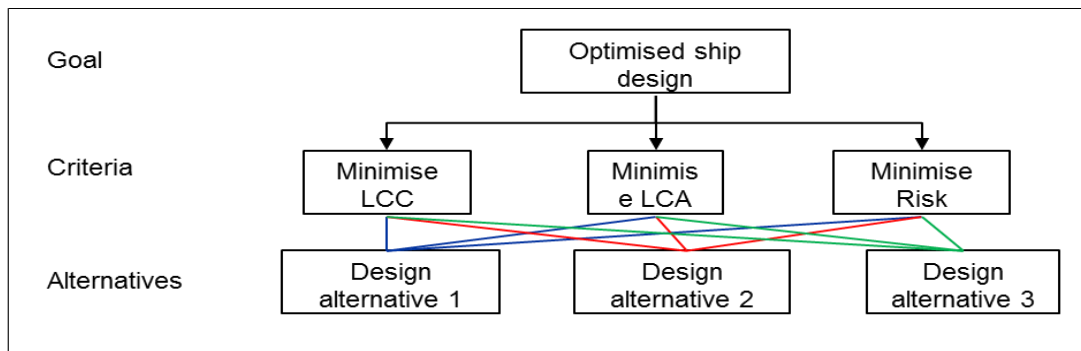 Goal
Optimised ship
design
Criteria
Minimise
LCC
Minimis
e LCA
Minimise
Risk
Alternatives
Design
alternative 1
Design
alternative 2
Design
alternative 3